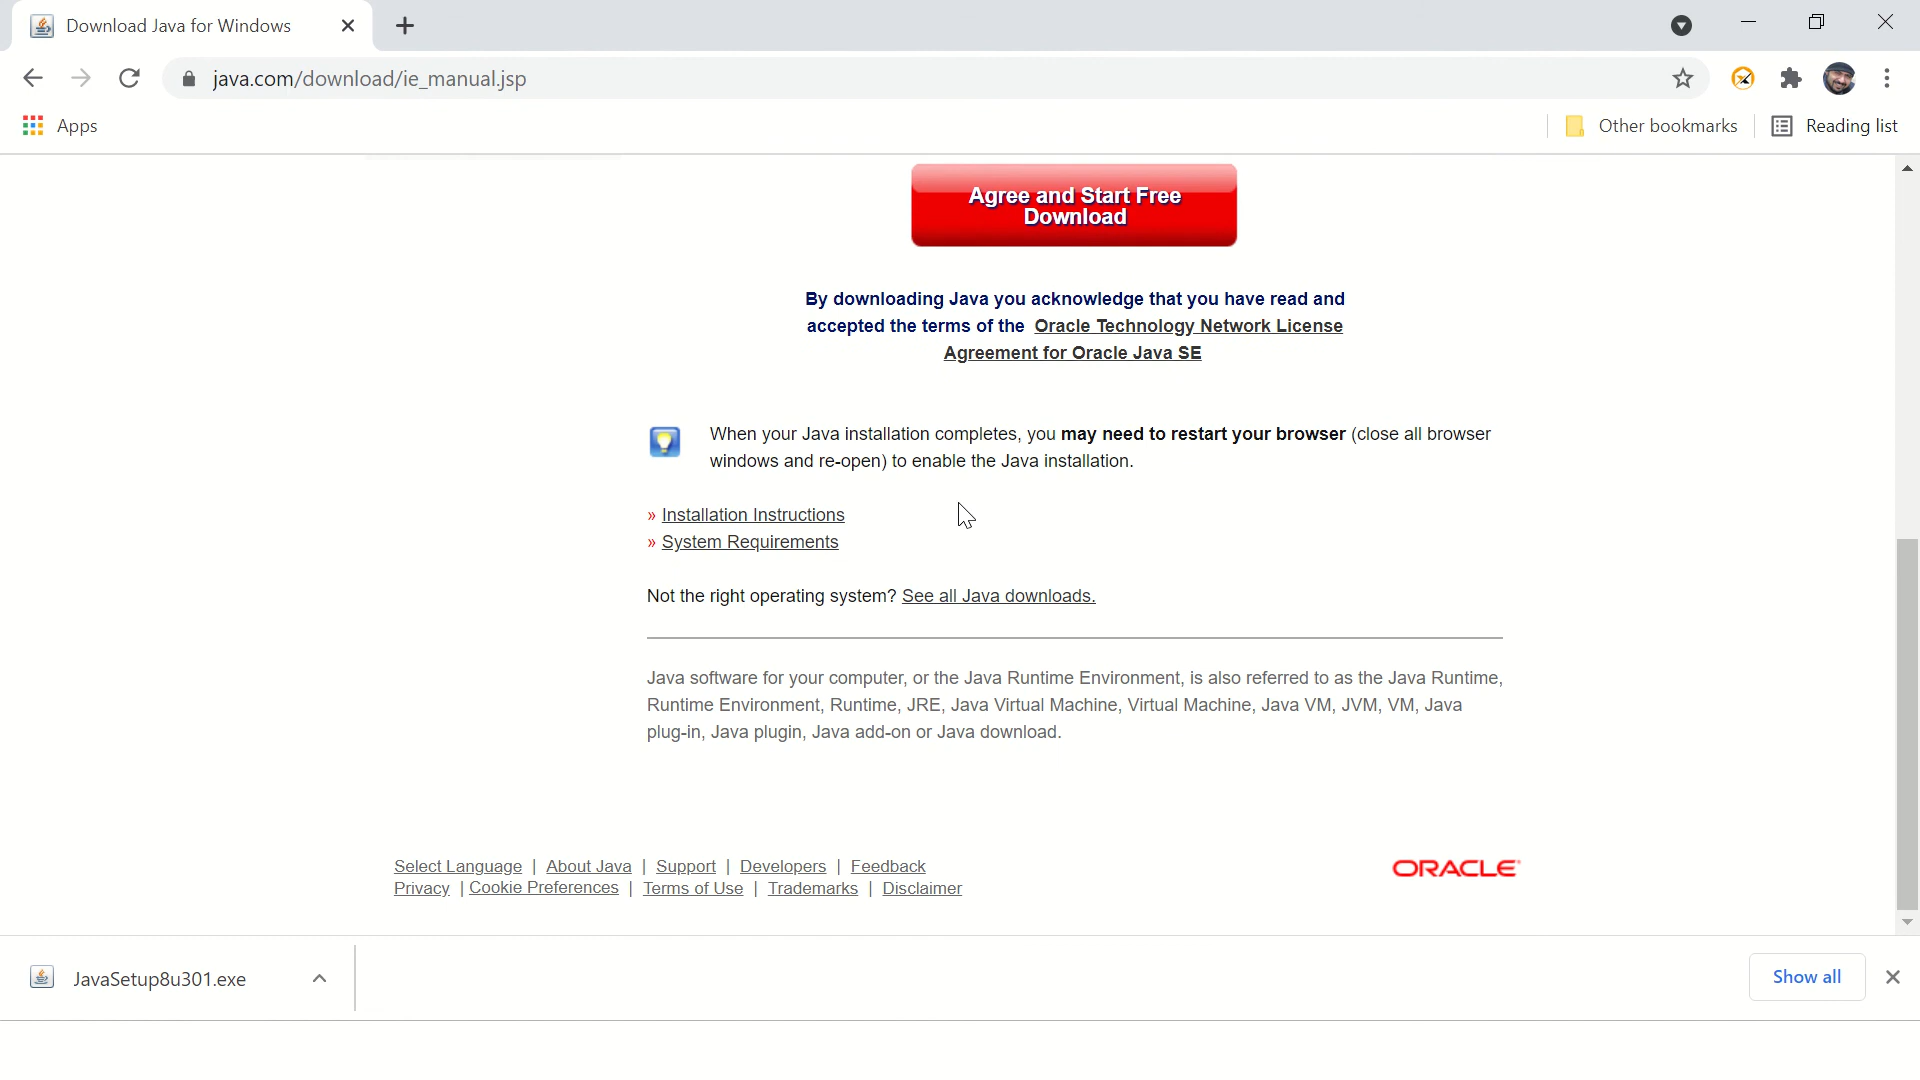 Download Java for Windows
java.com/download/ie_manual.jsp
Apps
Other bookmarks
Reading list
Agree and Start Free
Download
By downloading Java you acknowledge that you have read and
accepted the terms of the Oracle Technology Network License
Agreement for Oracle Java SE
When your Java installation completes, you may need to restart your browser (close all browser
windows and re-open) to enable the Java installation.
» Installation Instructions
» System Requirements
Not the right operating system? See all Java downloads.
Java software for your computer, or the Java Runtime Environment, is also referred to as the Java Runtime,
Runtime Environment, Runtime, JRE, Java Virtual Machine, Virtual Machine, Java VM, JVM, VM, Java
plug-in, Java plugin, Java add-on or Java download.
Select Language | About Java | Support | Developers | Feedback
Privacy | Cookie Preferences | Terms of Use | Trademarks | Disclaimer
ORACLE
JavaSetup8u301.exe
Show all